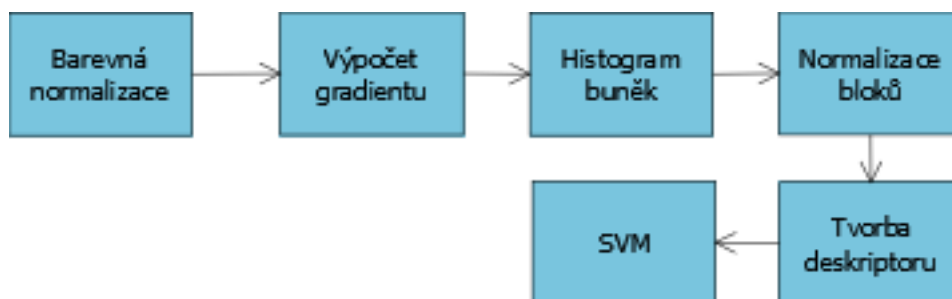 Barevná
normalizace
Výpočet
gradientu
Histogram
buněk
Normalizace
bloků
Tvorba
deskriptoru
SVM